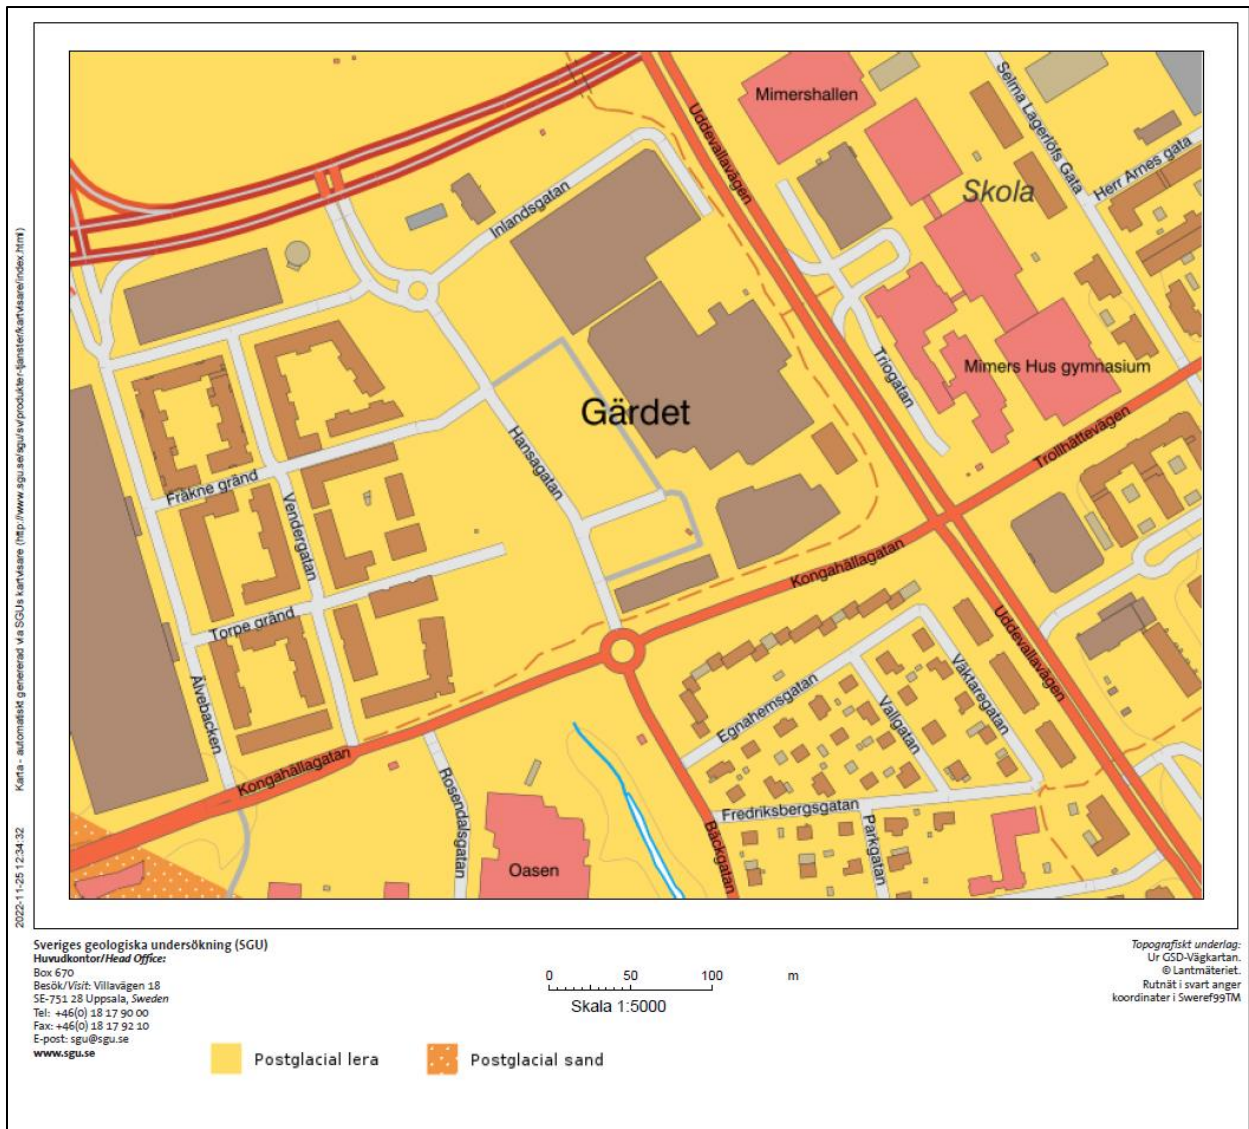 Mimershallen
Uddevallavägen
Selma Lagerlöfs Gata
Herr Arnes gata
Skola
Inlandsgatan
Triogatan
Mimers Hus gymnasium
Gärdet
Trollhättevägen
Hansagatan
Fräkne gränd
Vendergatan
Kongahällagatan
Torpe gränd
Uddevallavägen
Älvebacken
Egnahemsgatan
Vallgatan
Väktaregatan
Kongahällagatan
Rosendalsgatan
Fredriksbergsgatan
Parkgatan
Bäckgatan
Oasen
2022-11-25 12:34:32 Karta - automatiskt genererad via SGUs kartvisare (http://www.sgu.se/sgu/sv/produkter-tjanster/kartvisare/index.html)
Sveriges geologiska undersökning (SGU)
Huvudkontor/Head Office:
Box 670
Besök/Visit: Villavägen 18
SE-751 28 Uppsala, Sweden
Tel: +46(0) 18 17 90 00
Fax: +46(0) 18 17 92 10
E-post: sgu@sgu.se
www.sgu.se
0 50 100 m
Skala 1:5000
Topografiskt underlag:
Ur GSD-Vägkartan.
© Lantmäteriet.
Rutnät i svart anger
koordinater i Sweref99TM
Postglacial lera
Postglacial sand